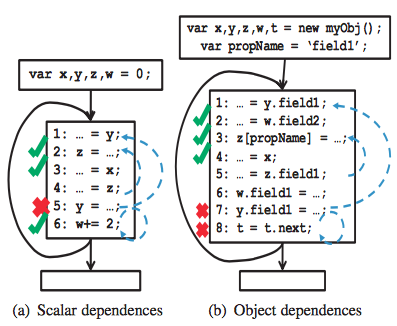 var x,y,z,w = 0;
1: … = y;
2: z = …;
3: … = x;
4: … = z;
5: y = …;
6: w+= 2;
(a) Scalar dependences
var x,y,z,w,t = new myObj();
var propName = ‘field1’;
1: … = y.field1;
2: … = w.field2;
3: z[propName] = …;
4: … = x;
5: … = z.field1;
6: w.field1 = …;
7: y.field1 = …;
8: t = t.next;
(b) Object dependences